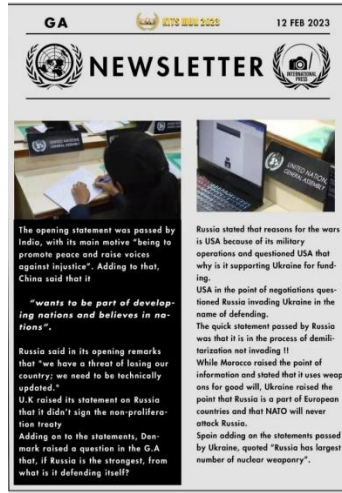 GA
KITS MUN 2023
12 FEB 2023
NEWSLETTER
INTERNATIONAL
PRESS
UNITED NATION
GENERAL ASSEMBLY
The opening statement was passed by
India, with its main motive "being to
promote peace and raise voices
against injustice". Adding to that,
China said that it
"wants to be part of develop-
ing nations and believes in na-
tions".
Russia said in its opening remarks
that "we have a threat of losing our
country; we need to be technically
updated."
U.K raised its statement on Russia
that it didn't sign the non-prolifera-
tion treaty
Adding on to the statements, Den-
mark raised a question in the G.A
that, if Russia is the strongest, from
what is it defending itself?
Russia stated that reasons for the wars
is USA because of its military
operations and questioned USA that
why is it supporting Ukraine for fund-
ing.
USA in the point of negotiations ques-
tioned Russia invading Ukraine in the
name of defending.
The quick statement passed by Russia
was that it is in the process of demili-
tarization not invading !!
While Morocco raised the point of
information and stated that it uses weap
ons for good will, Ukraine raised the
point that Russia is a part of European
countries and that NATO will never
attack Russia.
Spain adding on the statements passed
by Ukraine, quoted "Russia has largest
number of nuclear weaponry".